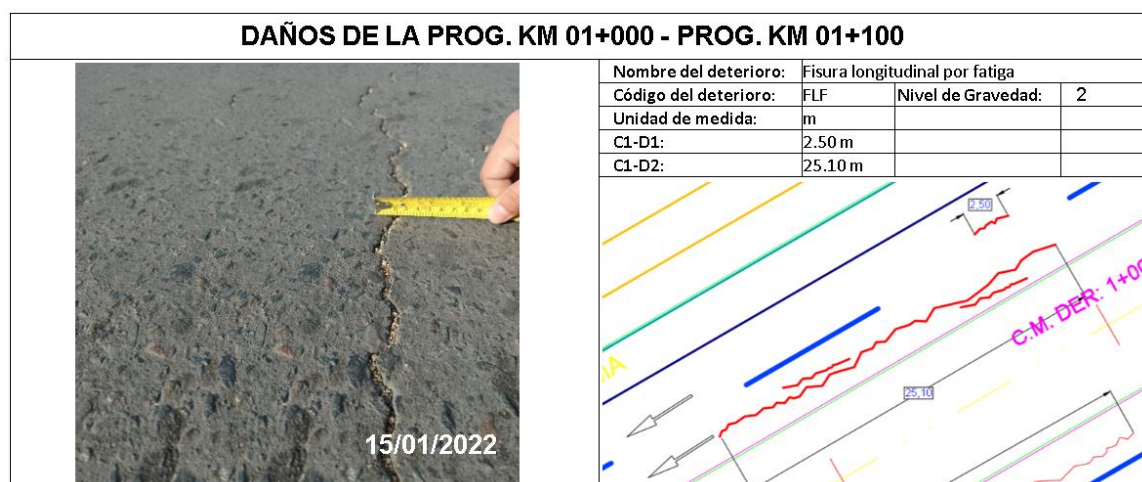 DAÑOS DE LA PROG. KM 01+000 - PROG. KM 01+100
Nombre del deterioro: Fisura longitudinal por fatiga
Código del deterioro: FLF Nivel de Gravedad: 2
Unidad de medida: m
C1-D1: 2.50 m
C1-D2: 25.10 m
15/01/2022
2,50
C.M. DER: 1+00
25,10